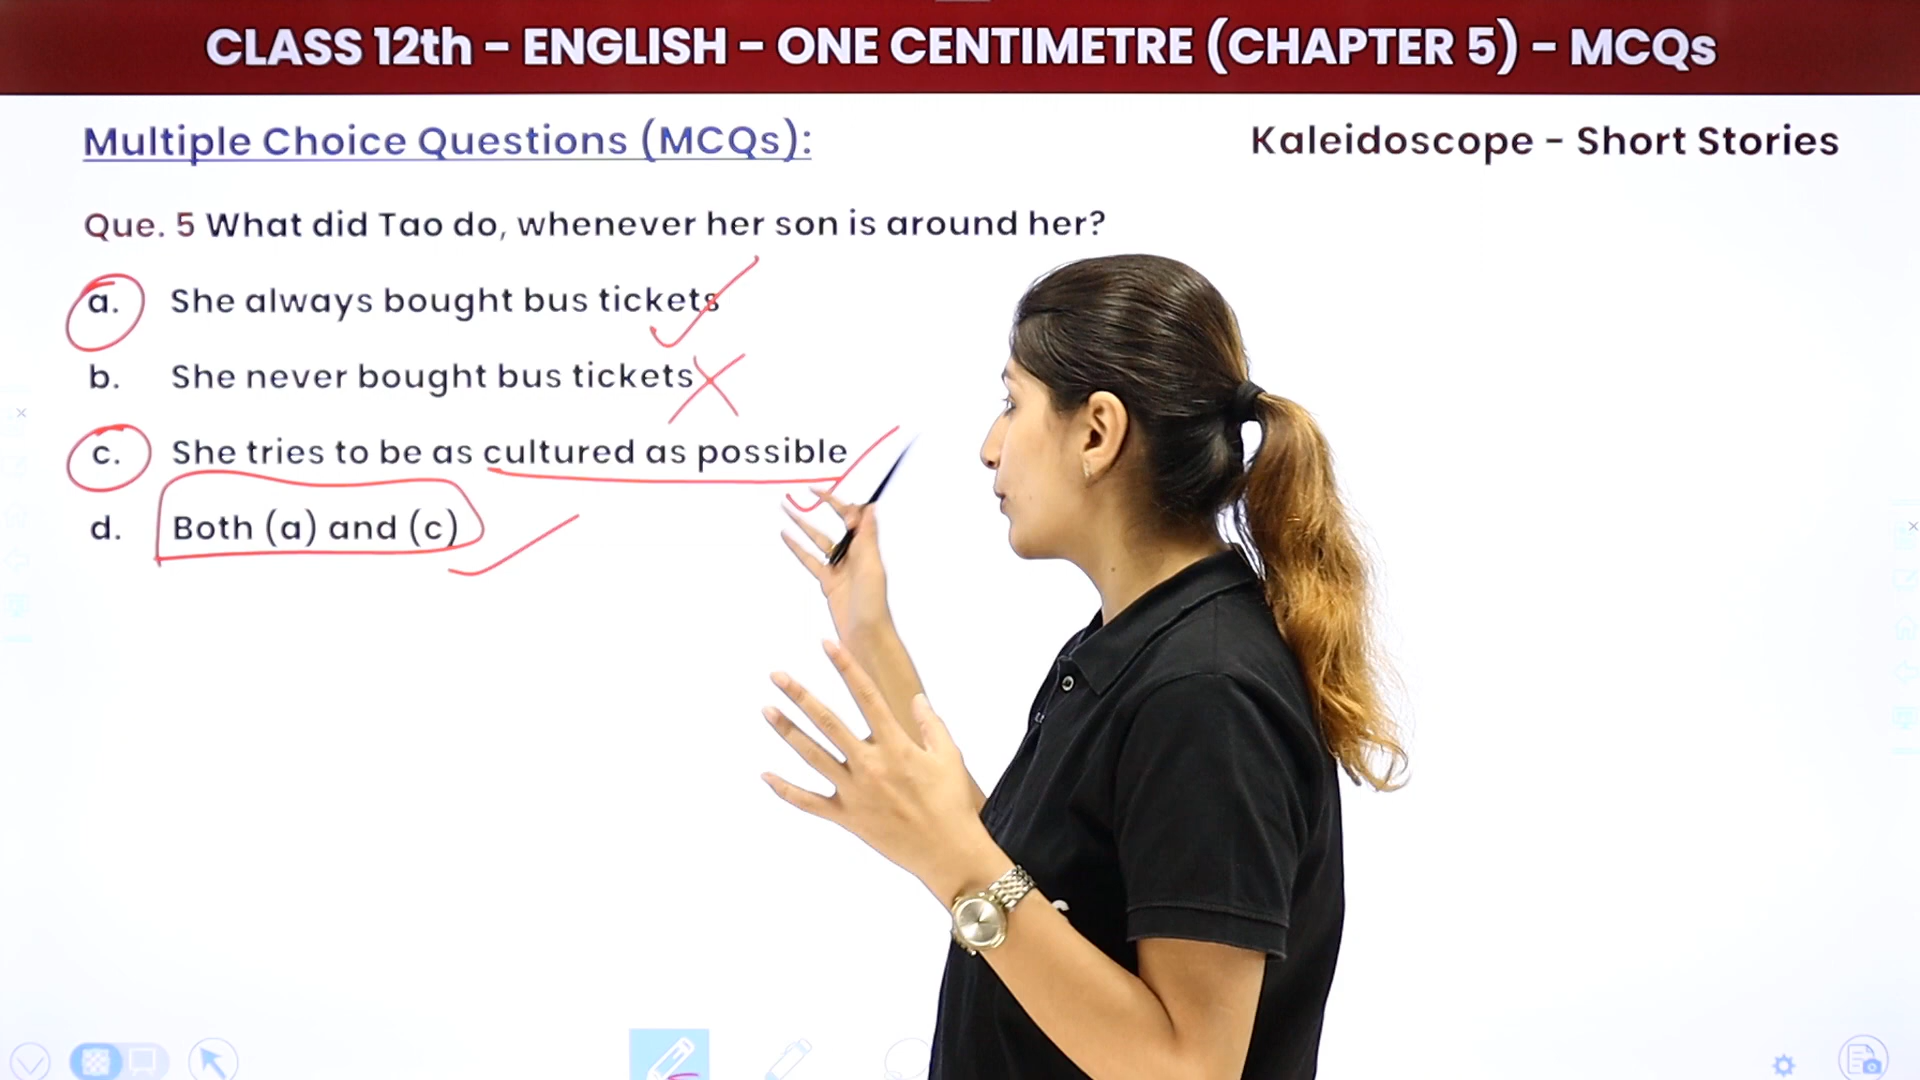 CLASS 12th - ENGLISH - ONE CENTIMETRE (CHAPTER 5) - MCQs
Multiple Choice Questions (MCQs):
Kaleidoscope - Short Stories
Que. 5 What did Tao do, whenever her son is around her?
a. She always bought bus tickets
b. She never bought bus tickets
c. She tries to be as cultured as possible
d. Both (a) and (c)